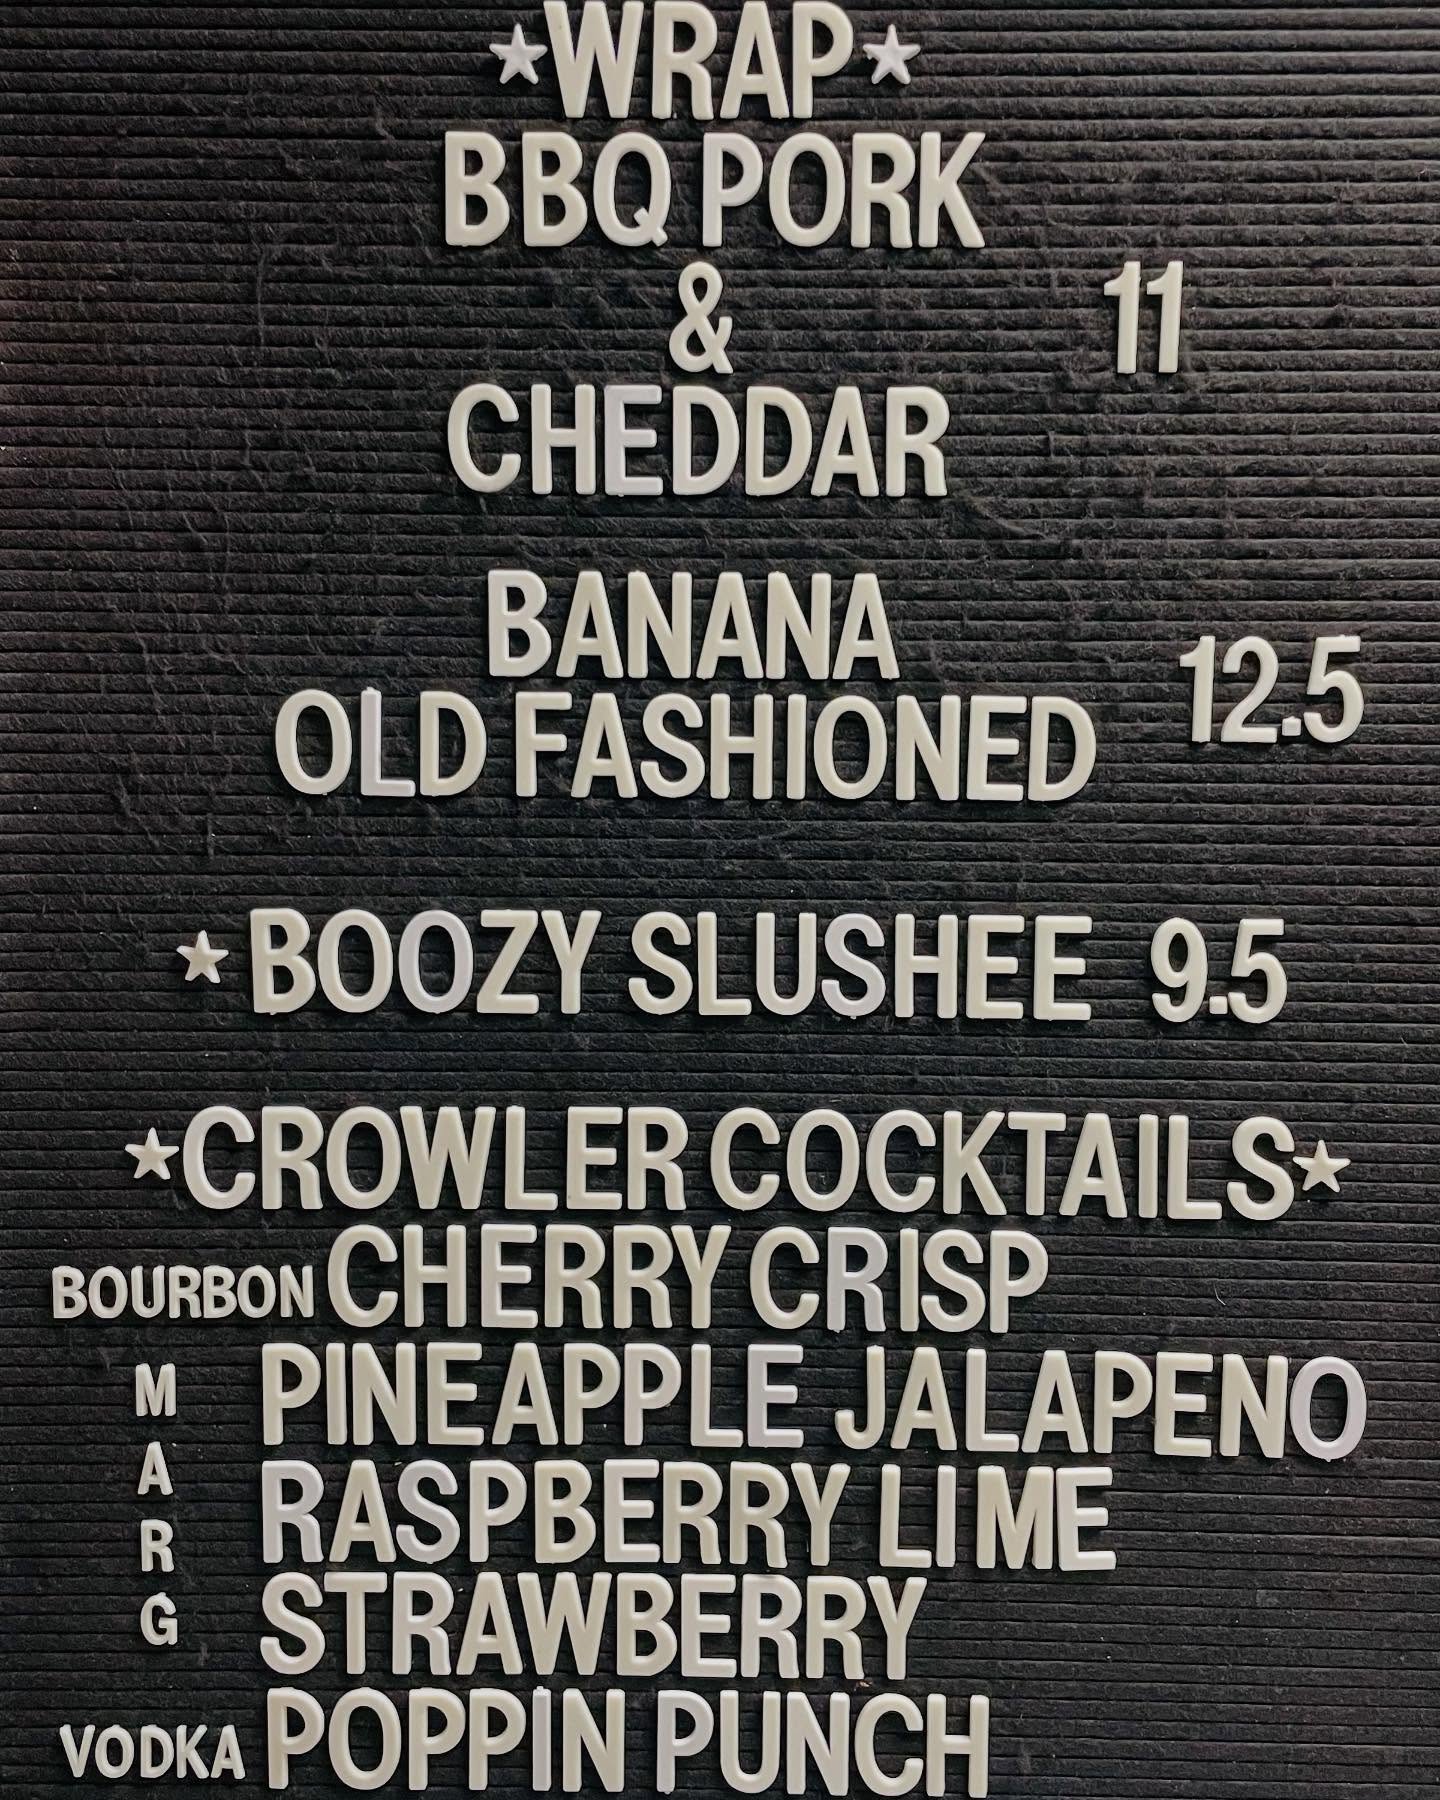 ★WRAP★
BBQ PORK
& 11
CHEDDAR
BANANA
OLD FASHIONED 12.5
★ BOOZY SLUSHEE 9.5
★CROWLER COCKTAILS★
BOURBON CHERRY CRISP
MARG PINEAPPLE JALAPENO
RASPBERRY LIME
STRAWBERRY
VODKA POPPIN PUNCH